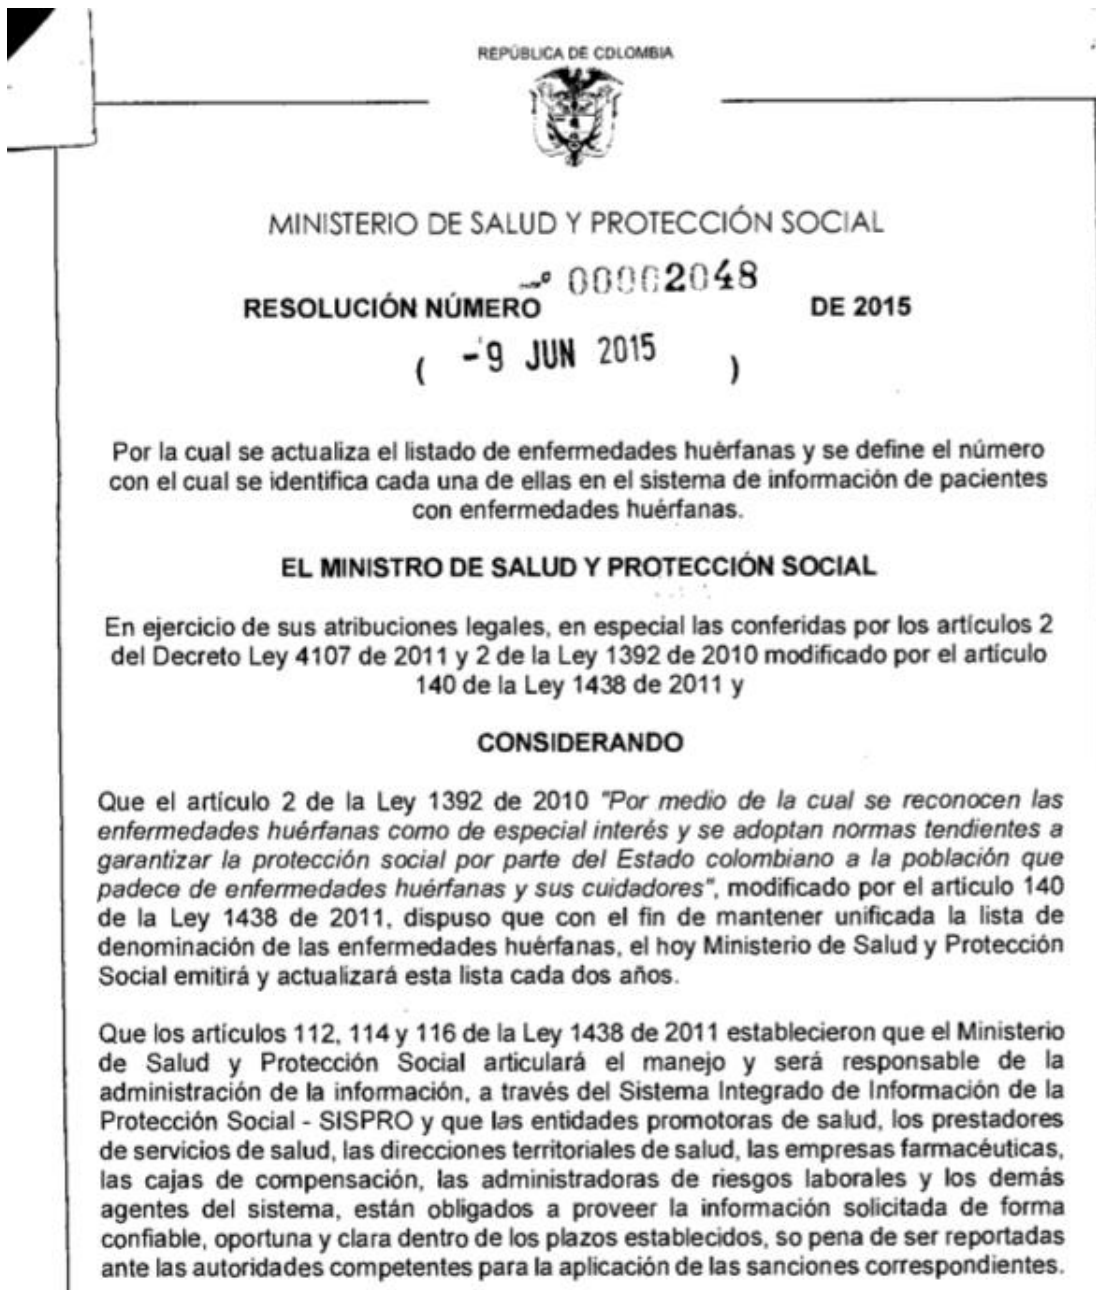 REPÚBLICA DE COLOMBIA
MINISTERIO DE SALUD Y PROTECCIÓN SOCIAL
Nº 00002048
RESOLUCIÓN NÚMERO DE 2015
( -9 JUN 2015 )
Por la cual se actualiza el listado de enfermedades huérfanas y se define el número
con el cual se identifica cada una de ellas en el sistema de información de pacientes
con enfermedades huérfanas.
EL MINISTRO DE SALUD Y PROTECCIÓN SOCIAL
En ejercicio de sus atribuciones legales, en especial las conferidas por los artículos 2
del Decreto Ley 4107 de 2011 y 2 de la Ley 1392 de 2010 modificado por el artículo
140 de la Ley 1438 de 2011 y
CONSIDERANDO
Que el artículo 2 de la Ley 1392 de 2010 "Por medio de la cual se reconocen las
enfermedades huérfanas como de especial interés y se adoptan normas tendientes a
garantizar la protección social por parte del Estado colombiano a la población que
padece de enfermedades huérfanas y sus cuidadores", modificado por el artículo 140
de la Ley 1438 de 2011, dispuso que con el fin de mantener unificada la lista de
denominación de las enfermedades huérfanas, el hoy Ministerio de Salud y Protección
Social emitirá y actualizará esta lista cada dos años.
Que los artículos 112, 114 y 116 de la Ley 1438 de 2011 establecieron que el Ministerio
de Salud y Protección Social articulará el manejo y será responsable de la
administración de la información, a través del Sistema Integrado de Información de la
Protección Social - SISPRO y que las entidades promotoras de salud, los prestadores
de servicios de salud, las direcciones territoriales de salud, las empresas farmacéuticas,
las cajas de compensación, las administradoras de riesgos laborales y los demás
agentes del sistema, están obligados a proveer la información solicitada de forma
confiable, oportuna y clara dentro de los plazos establecidos, so pena de ser reportadas
ante las autoridades competentes para la aplicación de las sanciones correspondientes.